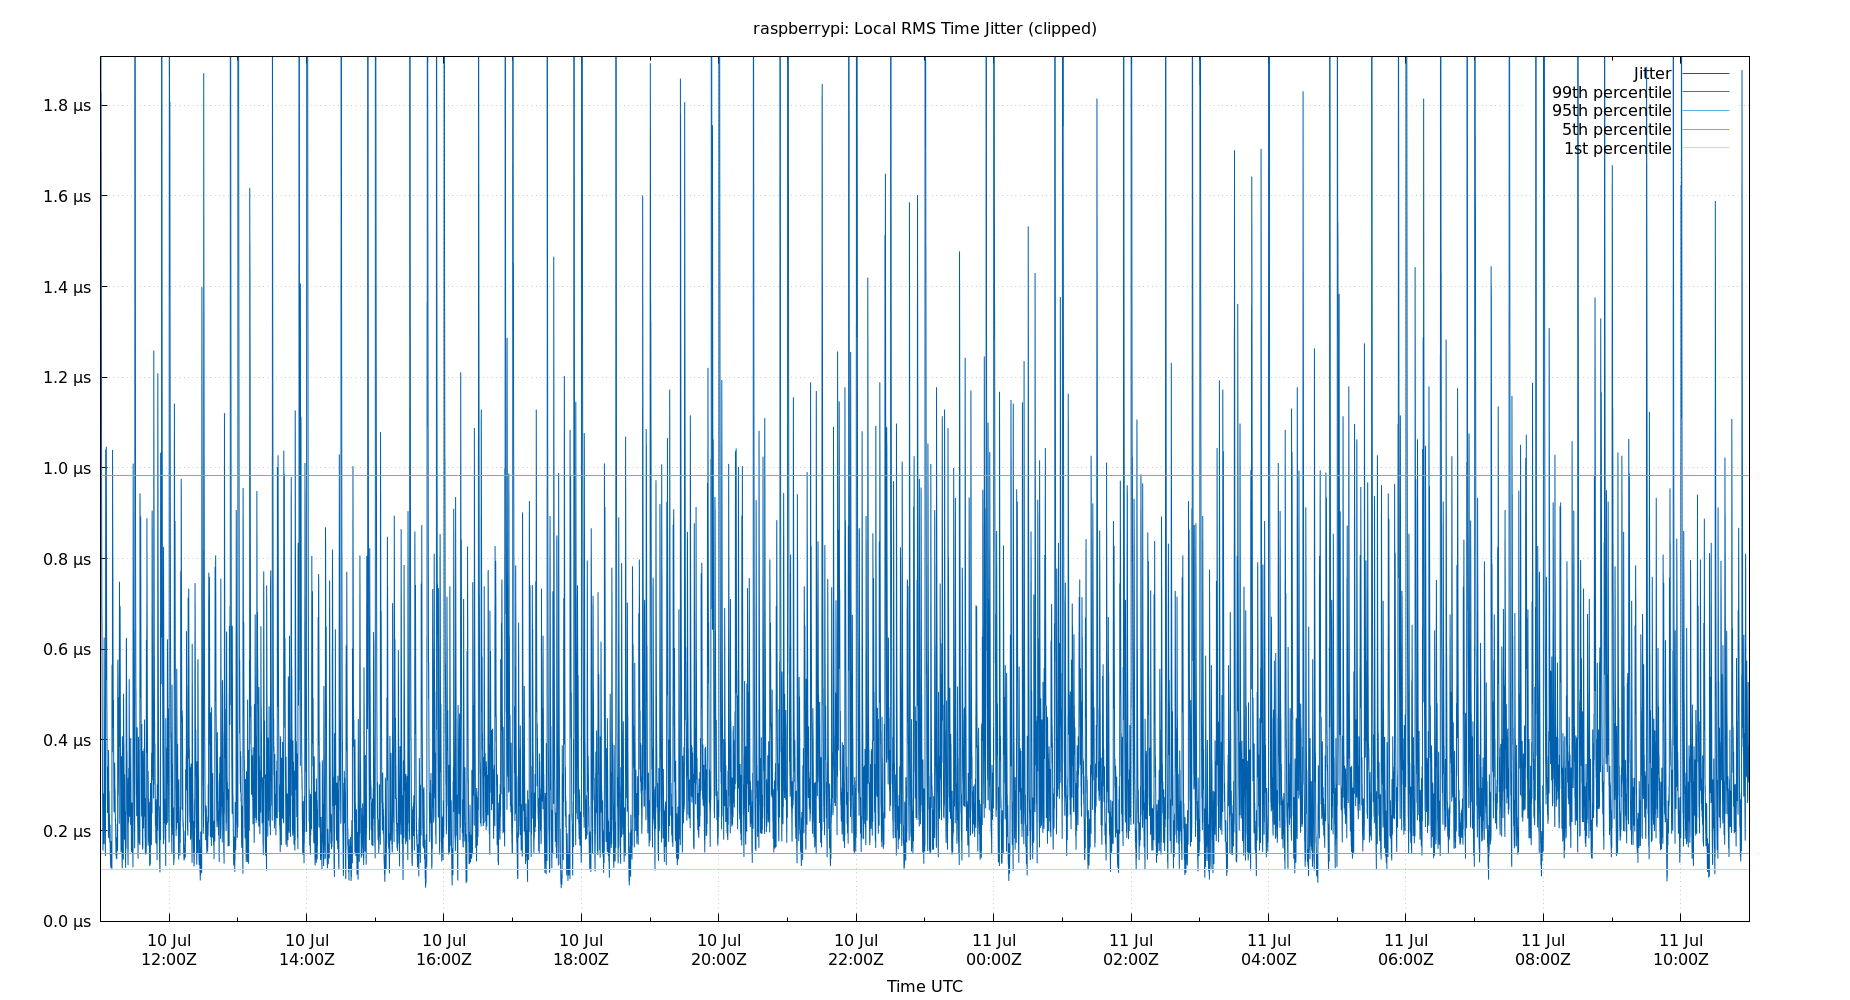 raspberrypi: Local RMS Time Jitter (clipped)
Jitter
99th percentile
95th percentile
5th percentile
1st percentile
1.8 µs
1.6 µs
1.4 µs
1.2 µs
1.0 µs
0.8 µs
0.6 µs
0.4 µs
0.2 µs
0.0 µs
10 Jul 10 Jul 10 Jul 10 Jul 10 Jul 10 Jul 11 Jul 11 Jul 11 Jul 11 Jul 11 Jul 11 Jul
12:00Z 14:00Z 16:00Z 18:00Z 20:00Z 22:00Z 00:00Z 02:00Z 04:00Z 06:00Z 08:00Z 10:00Z
Time UTC